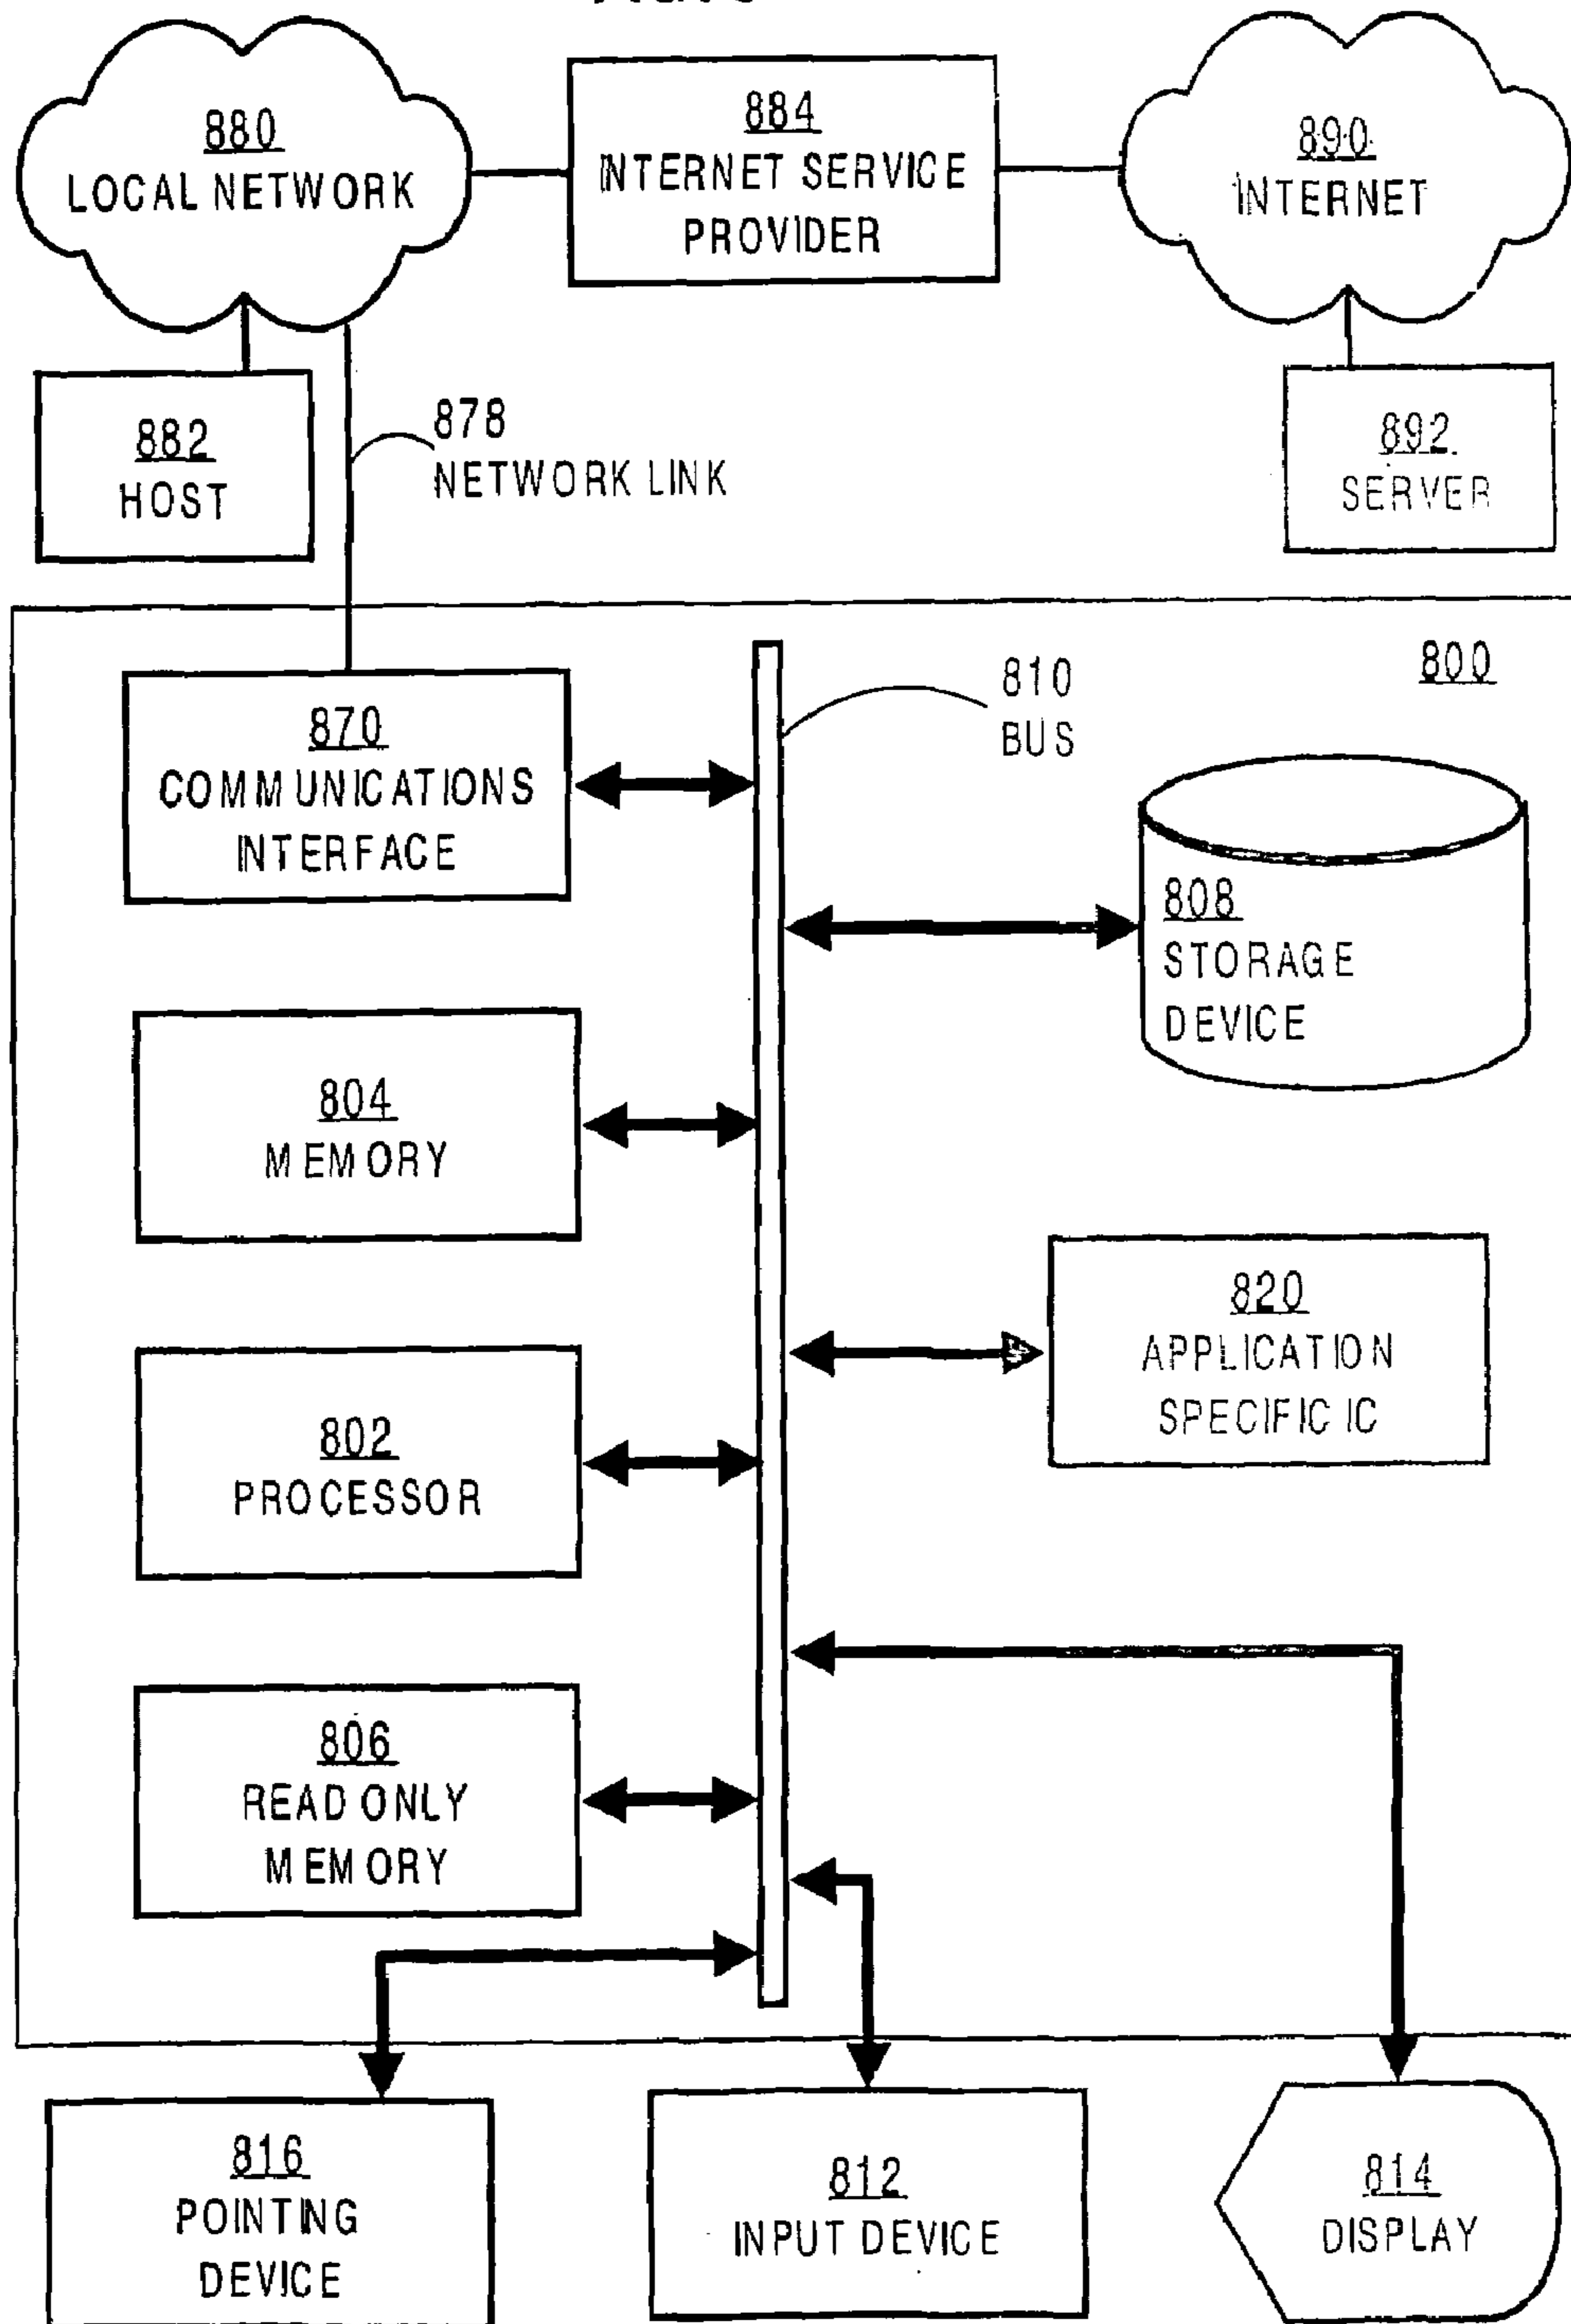 880
LOCAL NETWORK
884
INTERNET SERVICE
PROVIDER
890
INTERNET
882
HOST
878
NETWORK LINK
892
SERVER
800
810
BUS
870
COMMUNICATIONS
INTERFACE
808
STORAGE
DEVICE
804
MEMORY
820
APPLICATION
SPECIFIC IC
802
PROCESSOR
806
READ ONLY
MEMORY
816
POINTING
DEVICE
812
INPUT DEVICE
814
DISPLAY